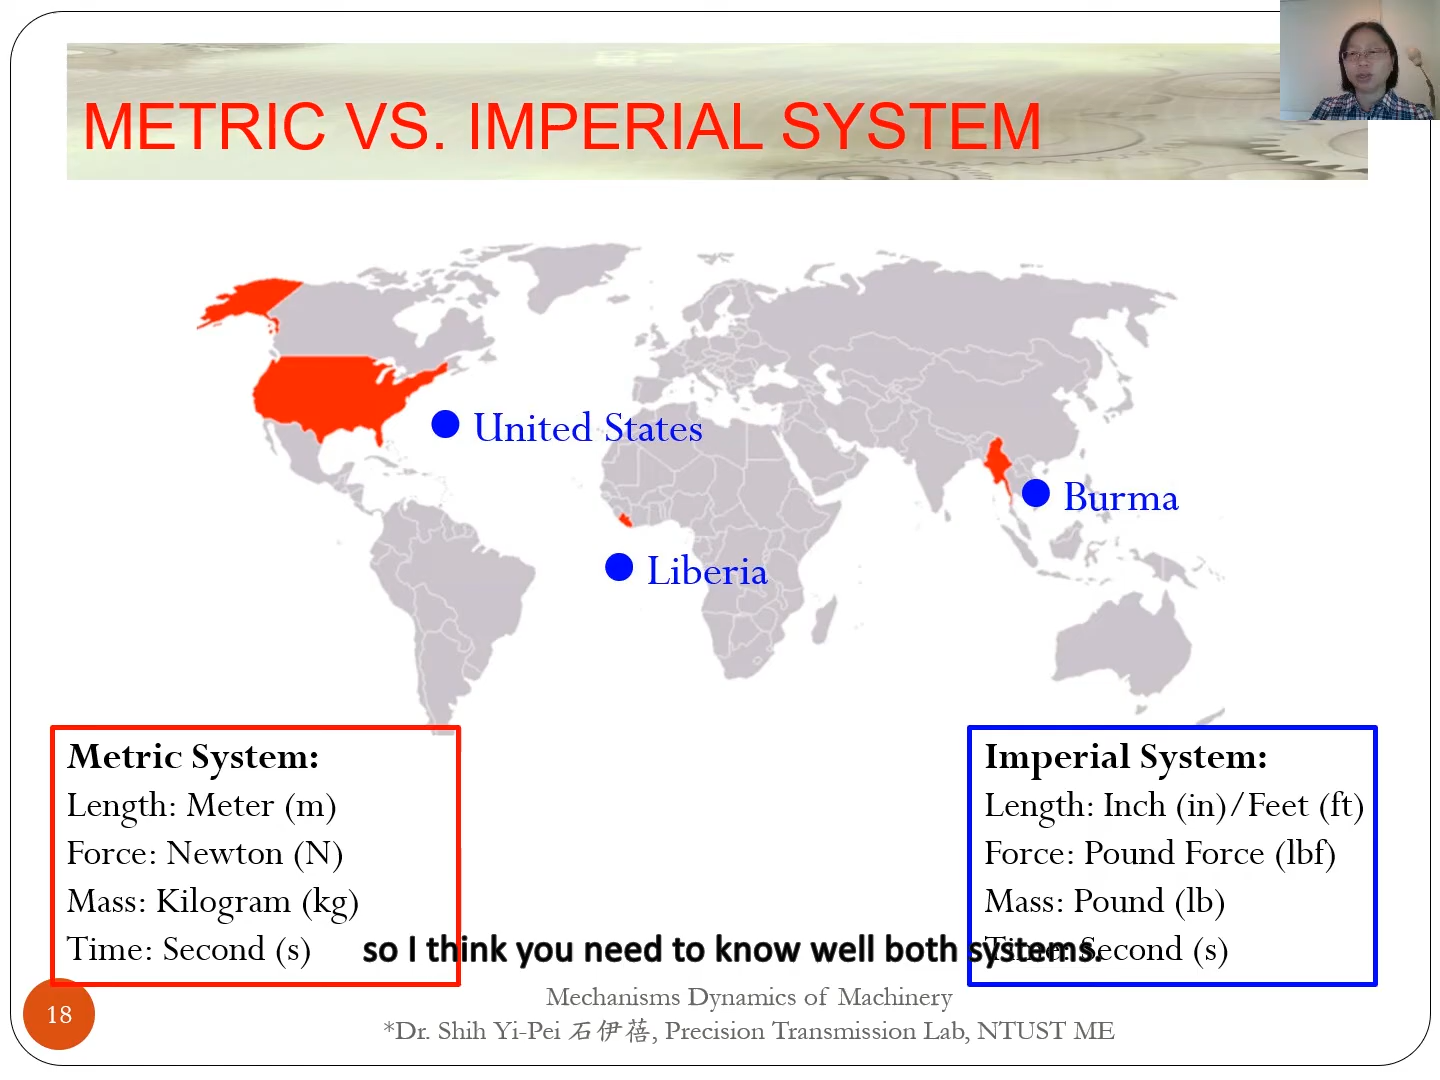 METRIC VS. IMPERIAL SYSTEM
United States
Burma
Liberia
Metric System:
Length: Meter (m)
Force: Newton (N)
Mass: Kilogram (kg)
Time: Second (s)
Imperial System:
Length: Inch (in)/Feet (ft)
Force: Pound Force (lbf)
Mass: Pound (lb)
Time: Second (s)
so I think you need to know well both systems.
18
Mechanisms Dynamics of Machinery
*Dr. Shih Yi-Pei 石伊蓓, Precision Transmission Lab, NTUST ME